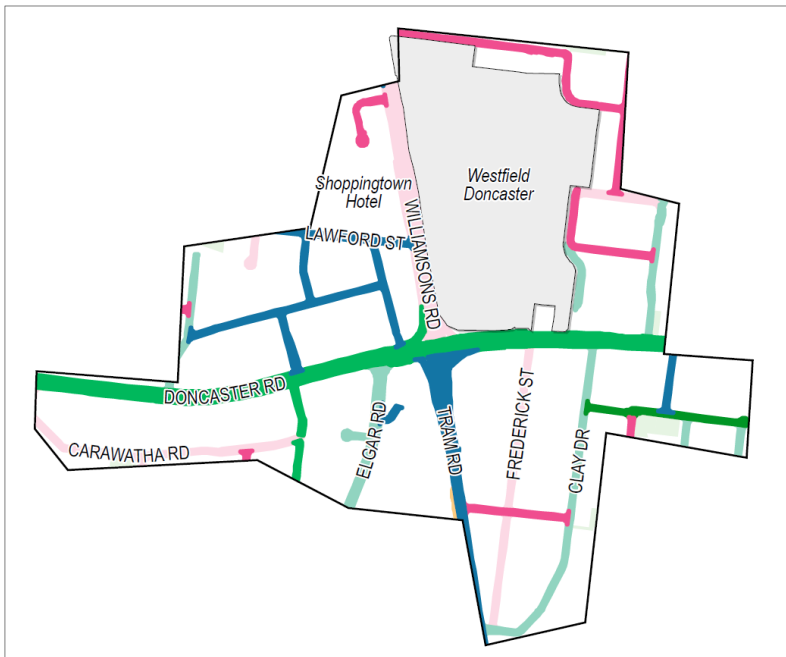 Westfield
Doncaster
Shoppingtown
Hotel
WILLIAMSONS RD
LAWFORD ST
DONCASTER RD
CARAWATHA RD
ELGAR RD
TRAM RD
FREDERICK ST
CLAY DR